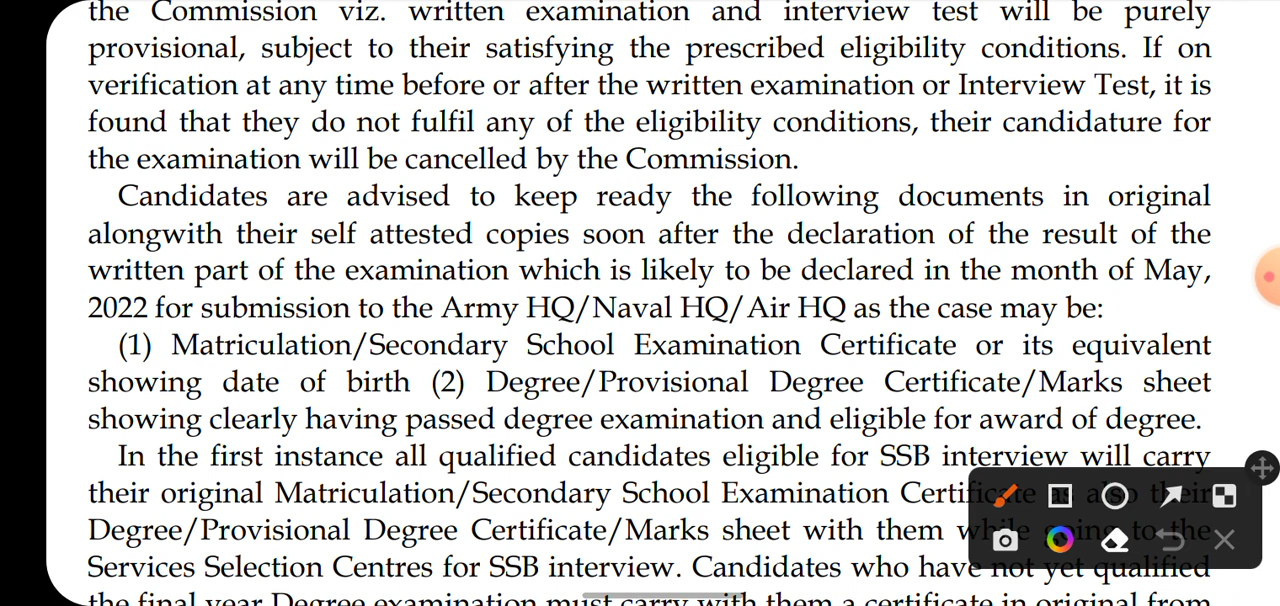 the Commission viz. written examination and interview test will be purely
provisional, subject to their satisfying the prescribed eligibility conditions. If on
verification at any time before or after the written examination or Interview Test, it is
found that they do not fulfil any of the eligibility conditions, their candidature for
the examination will be cancelled by the Commission.
Candidates are advised to keep ready the following documents in original
alongwith their self attested copies soon after the declaration of the result of the
written part of the examination which is likely to be declared in the month of May,
2022 for submission to the Army HQ/Naval HQ/Air HQ as the case may be:
(1) Matriculation/Secondary School Examination Certificate or its equivalent
showing date of birth (2) Degree/Provisional Degree Certificate/Marks sheet
showing clearly having passed degree examination and eligible for award of degree.
In the first instance all qualified candidates eligible for SSB interview will carry
their original Matriculation/Secondary School Examination Certificate as also their
Degree/Provisional Degree Certificate/Marks sheet with them while going to the
Services Selection Centres for SSB interview. Candidates who have not yet qualified
the final year Degree examination must carry with them a certificate in original from